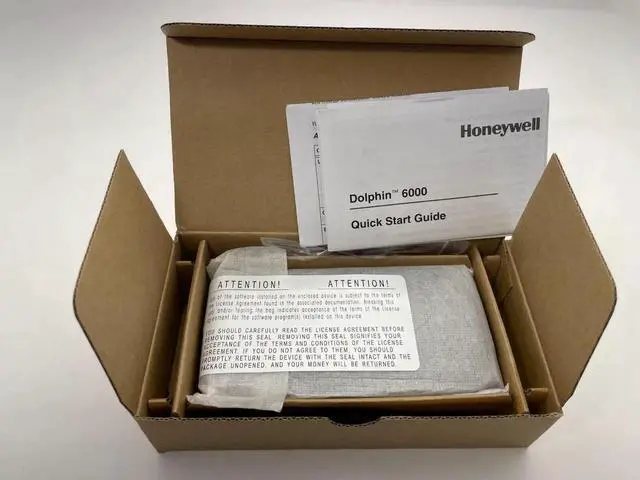 Honeywell
Dolphin™ 6000
Quick Start Guide
ATTENTION! ATTENTION!
of the software installed on the enclosed device is subject to the terms of
License Agreement found in the associated documentation. Breaking this
and/or tearing the bag indicates acceptance of the terms of the license
agreement for the software program(s) installed on this device
YOU SHOULD CAREFULLY READ THE LICENSE AGREEMENT BEFORE
REMOVING THIS SEAL. REMOVING THIS SEAL SIGNIFIES YOUR
ACCEPTANCE OF THE TERMS AND CONDITIONS OF THE LICENSE
AGREEMENT. IF YOU DO NOT AGREE TO THEM, YOU SHOULD
PROMPTLY RETURN THE DEVICE WITH THE SEAL INTACT AND THE
PACKAGE UNOPENED, AND YOUR MONEY WILL BE RETURNED.